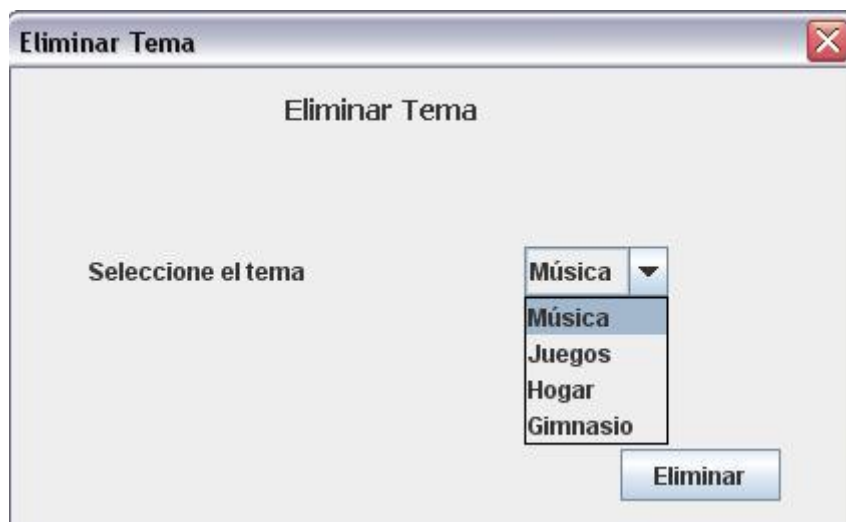 Eliminar Tema
Eliminar Tema
Seleccione el tema
Música
Música
Juegos
Hogar
Gimnasio
Eliminar